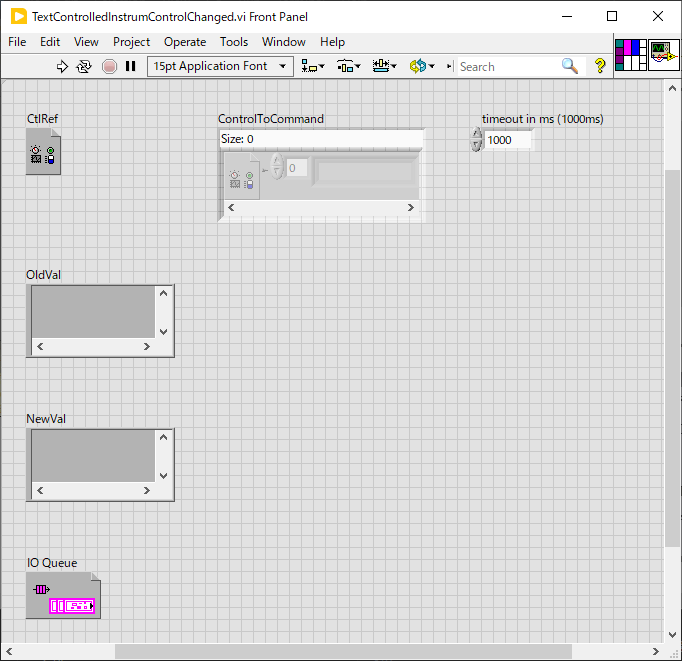 TextControlledInstrumControlChanged.vi Front Panel
File Edit View Project Operate Tools Window Help
15pt Application Font
Search
?
CtlRef
ControlToCommand
timeout in ms (1000ms)
Size: 0
1000
0
OldVal
NewVal
IO Queue